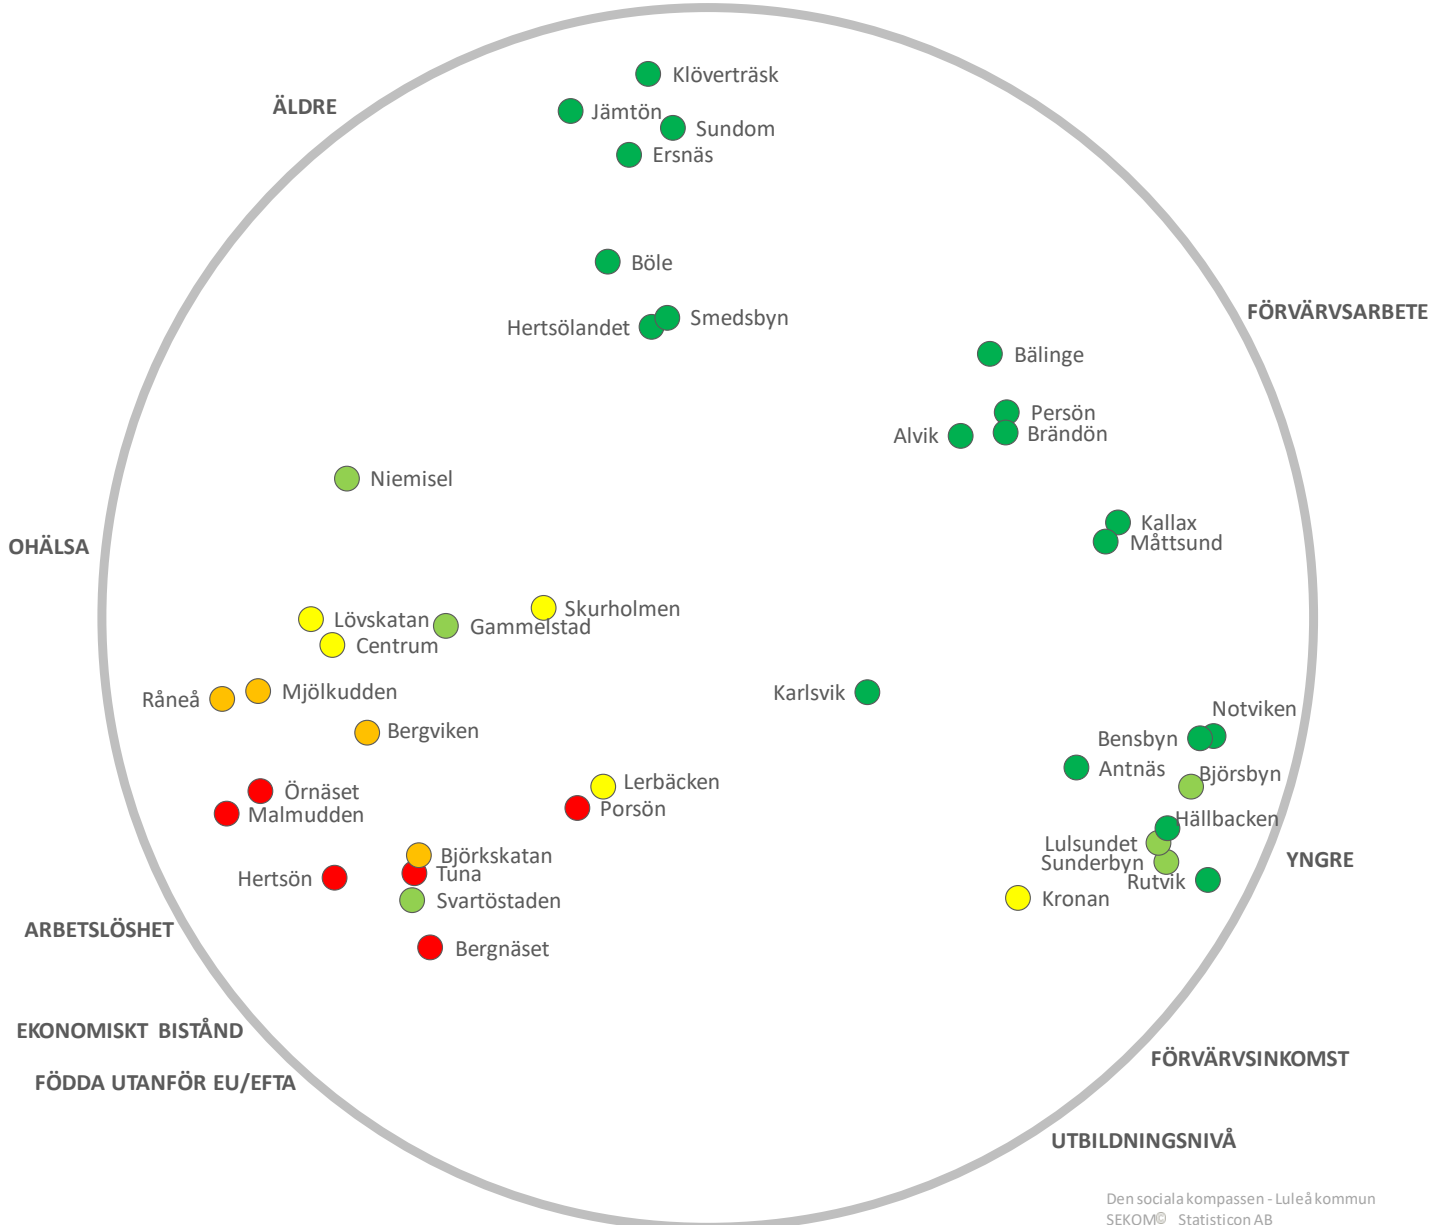 Klöverträsk
ÄLDRE
Jämtön
Sundom
Ersnäs
Böle
FÖRVÄRVSARBETE
Smedsbyn
Hertsölandet
Bälinge
Persön
Alvik
Brändön
Niemisel
Kallax
Måttsund
OHÄLSA
Skurholmen
Lövskatan
Gammelstad
Centrum
Mjölkudden
Karlsvik
Råneå
Notviken
Bergviken
Bensbyn
Antnäs
Björsbyn
Lerbäcken
Örnäset
Porsön
Malmudden
Hällbacken
Lulsundet
Björkskatan
YNGRE
Sunderbyn
Tuna
Hertsön
Rutvik
Svartöstaden
Kronan
ARBETSLÖSHET
Bergnäset
EKONOMISKT BISTÅND
FÖRVÄRVSINKOMST
FÖDDA UTANFÖR EU/EFTA
UTBILDNINGSNIVÅ
Den sociala kompassen - Luleå kommun
SEKOM© Statisticon AB